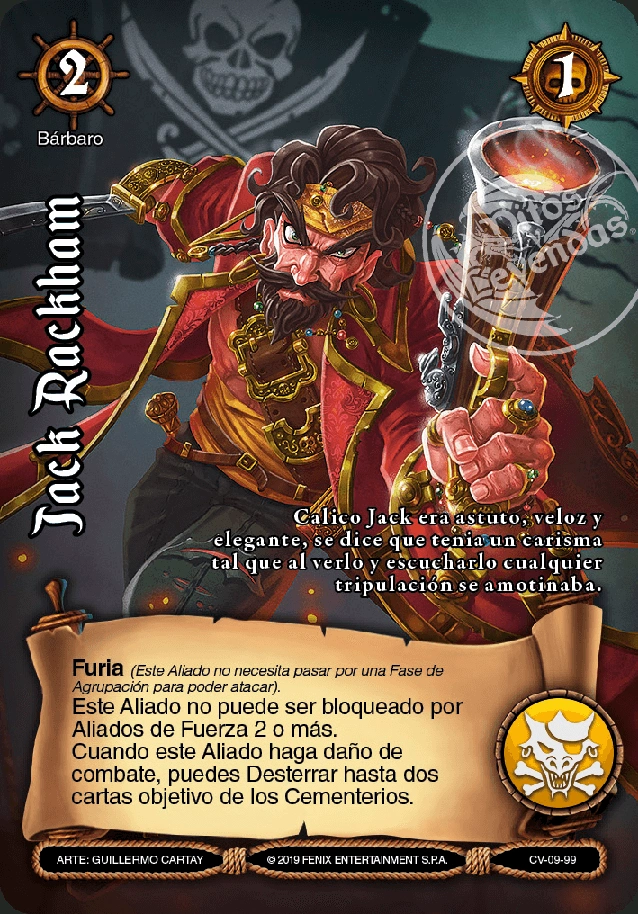 2
1
Bárbaro
Mitos
y
Leyendas®
Jack Rackham
Calico Jack era astuto, veloz y
elegante, se dice que tenia un carisma
tal que al verlo y escucharlo cualquier
tripulación se amotinaba.
Furia (Este Aliado no necesita pasar por una Fase de
Agrupación para poder atacar).
Este Aliado no puede ser bloqueado por
Aliados de Fuerza 2 o más.
Cuando este Aliado haga daño de
combate, puedes Desterrar hasta dos
cartas objetivo de los Cementerios.
ARTE: GUILLERMO CARTAY
© 2019 FENIX ENTERTAINMENT S.P.A.
CV-09-99